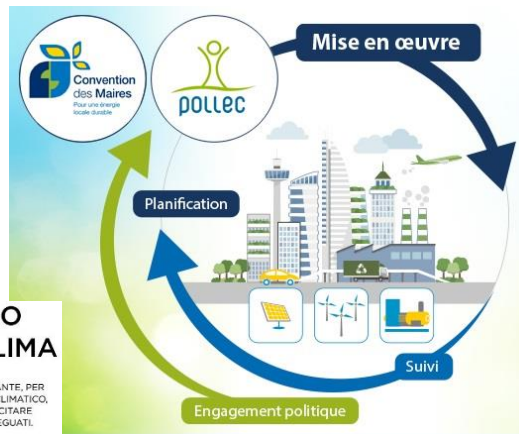 Convention
des Maires
Pour une énergie
locale durable
pollec
Mise en œuvre
Planification
Suivi
Engagement politique
O
LIMA
ANTE, PER
CLIMATICO,
CITARE
EGUATI.